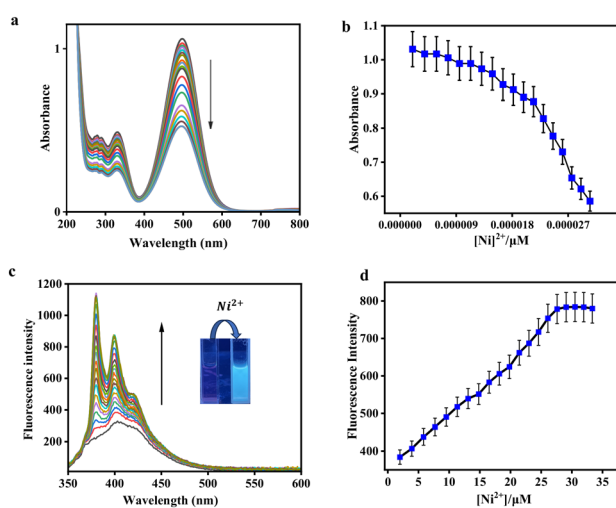 a
Absorbance
1
0
200 300 400 500 600 700 800
Wavelength (nm)
b
Absorbance
1.1
1.0
0.9
0.8
0.7
0.6
0.000000 0.000009 0.000018 0.000027
[Ni]²⁺/μM
c
Fluorescence intensity
1200
1000
800
600
400
200
350 400 450 500 550 600
Wavelength (nm)
Ni²⁺
d
Fluorescence Intensity
800
700
600
500
400
0 5 10 15 20 25 30 35
[Ni²⁺]/μM